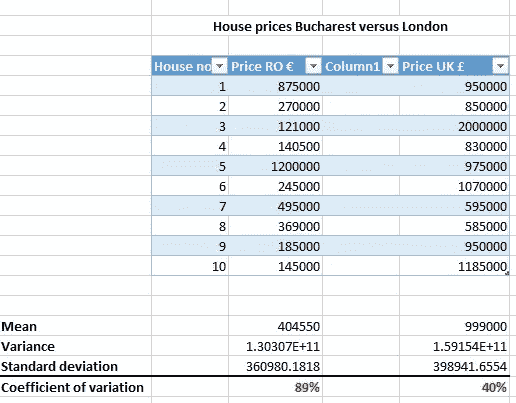 House prices Bucharest versus London
House no Price RO € Column1 Price UK £
1 875000 950000
2 270000 850000
3 121000 2000000
4 140500 830000
5 1200000 975000
6 245000 1070000
7 495000 595000
8 369000 585000
9 185000 950000
10 145000 1185000
Mean 404550 999000
Variance 1.30307E+11 1.59154E+11
Standard deviation 360980.1818 398941.6554
Coefficient of variation 89% 40%